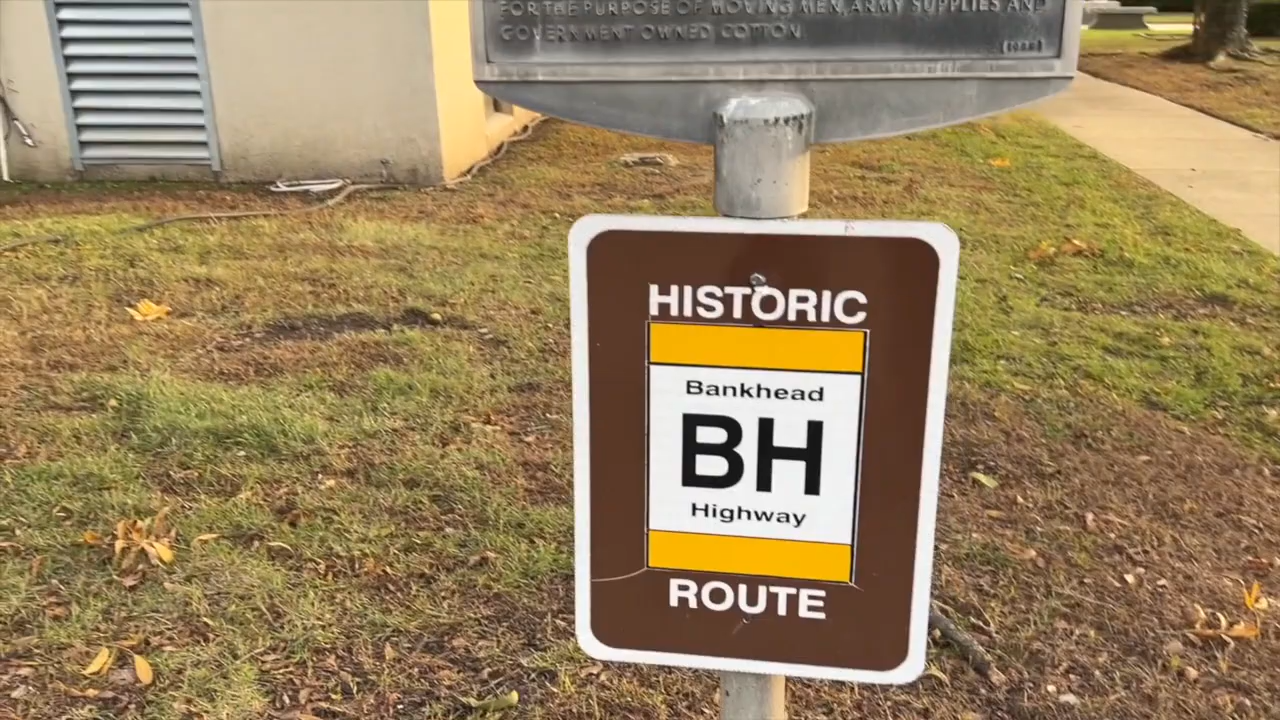 FOR THE PURPOSE OF MOVING MEN, ARMY SUPPLIES AND
GOVERNMENT OWNED COTTON.
HISTORIC
Bankhead
BH
Highway
ROUTE